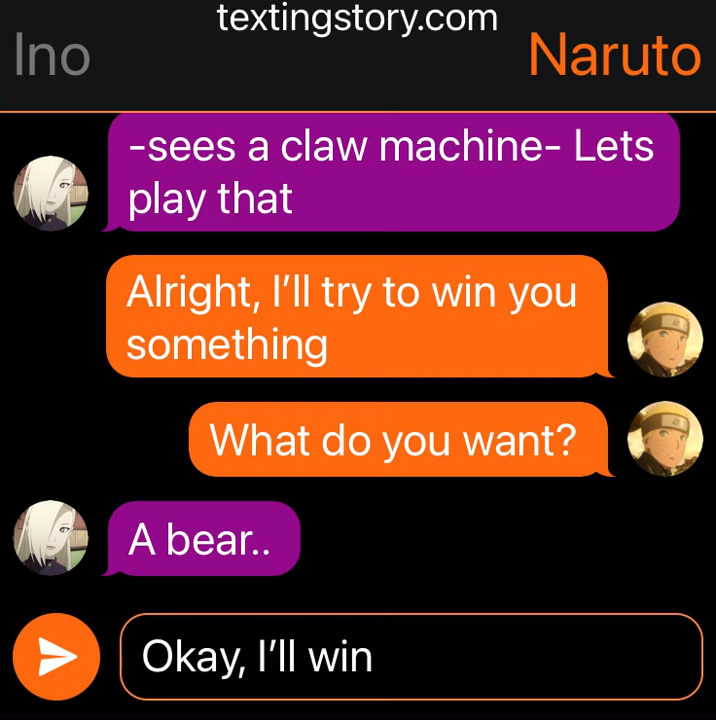 textingstory.com
Ino
Naruto
-sees a claw machine- Lets
play that
Alright, I’ll try to win you
something
What do you want?
A bear..
Okay, I’ll win